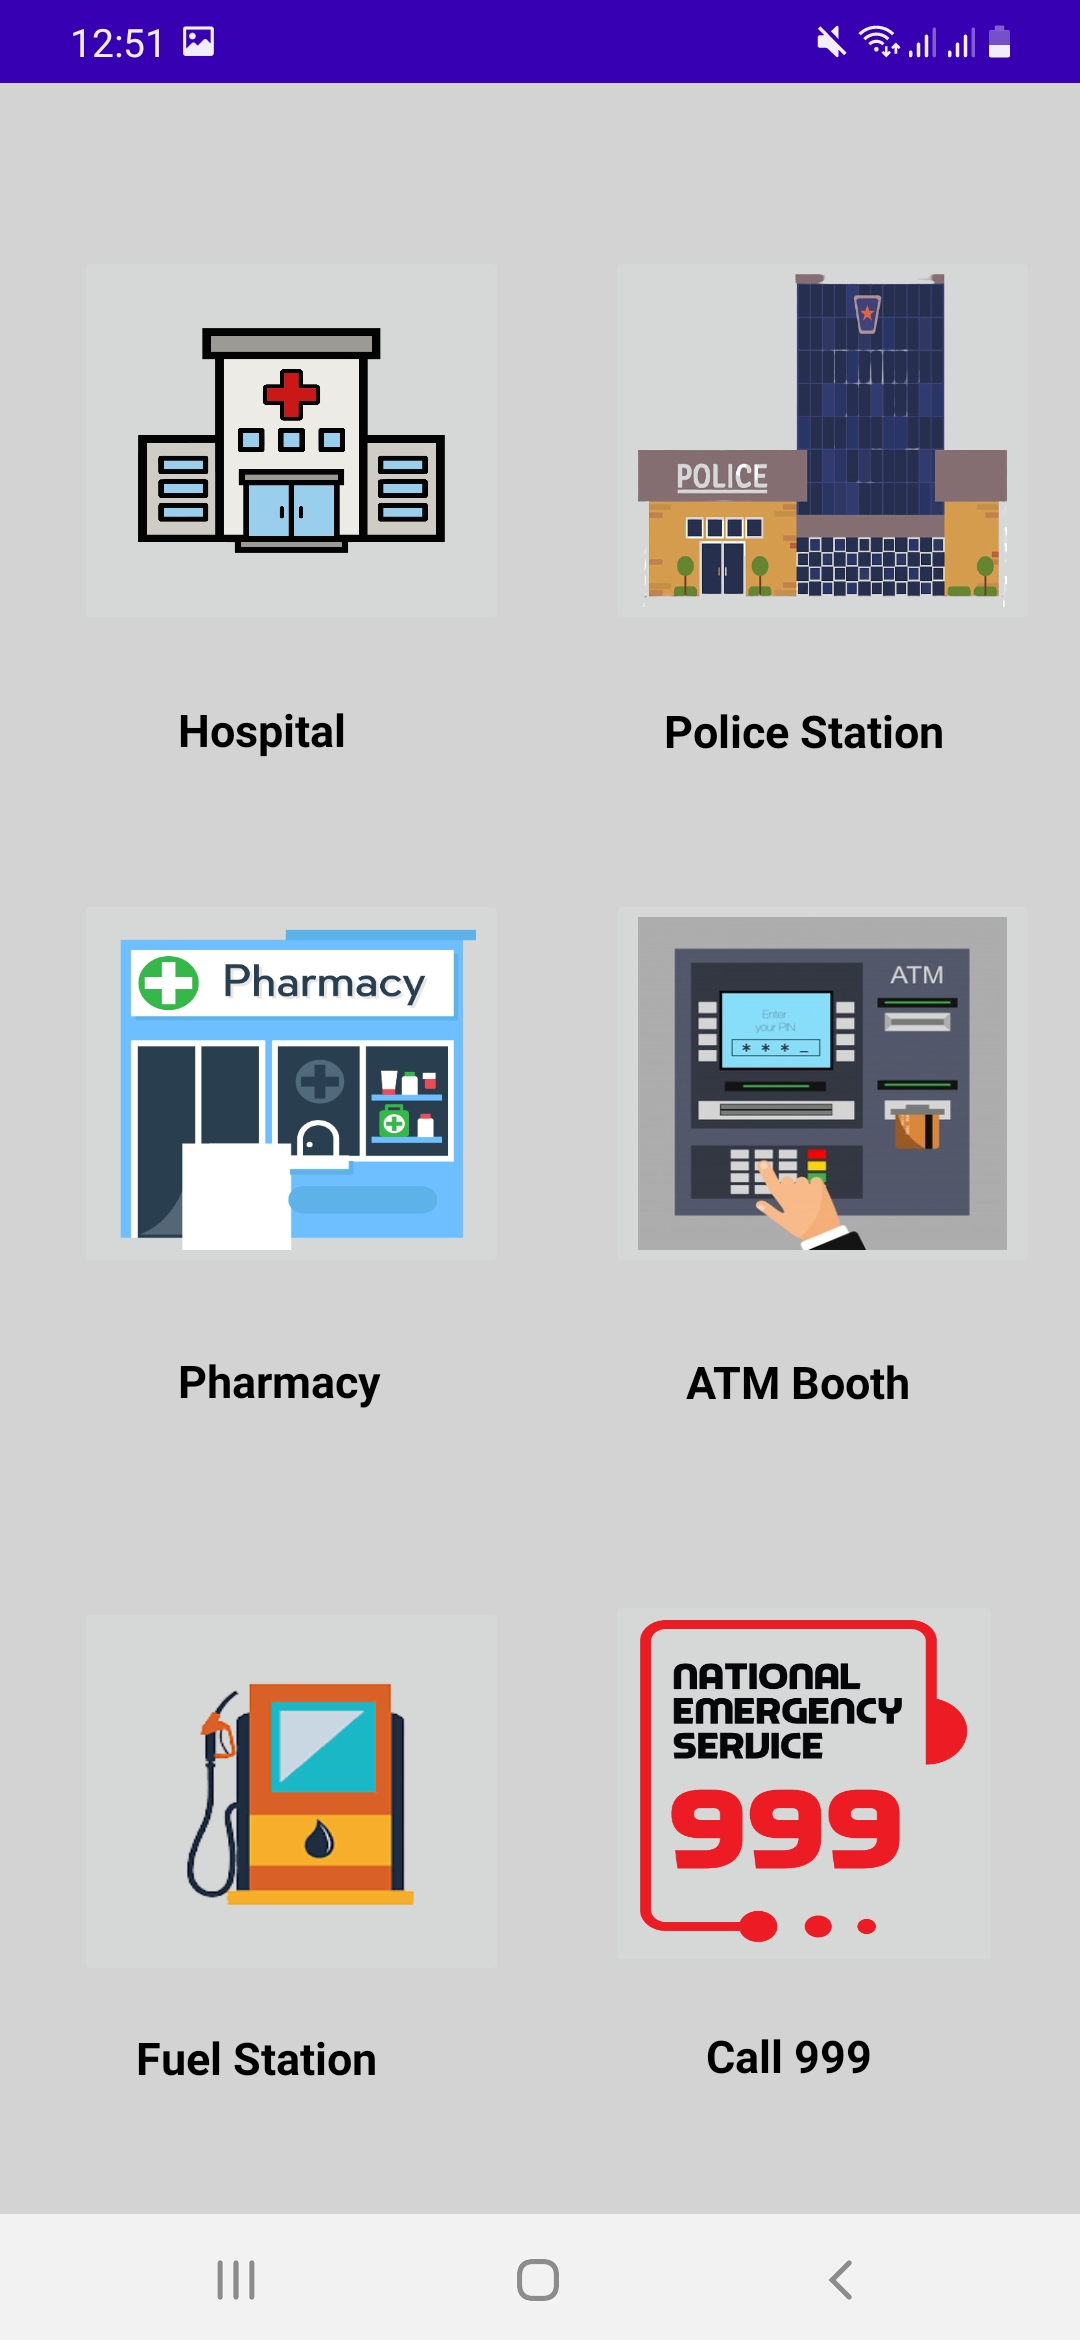 12:51
POLICE
Hospital
Police Station
Pharmacy
ATM
Enter
your PIN
* * * _
Pharmacy
ATM Booth
NATIONAL
EMERGENCY
SERVICE
999
Fuel Station
Call 999